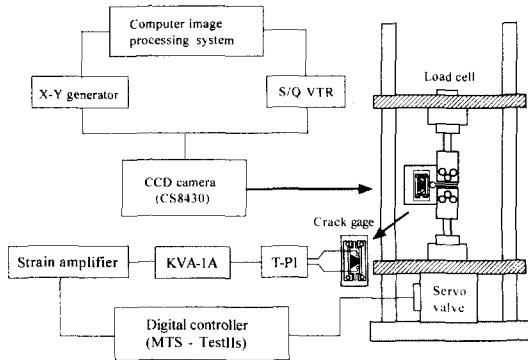 Computer image
processing system
X-Y generator
S/Q VTR
Load cell
CCD camera
(CS8430)
Crack gage
Strain amplifier
KVA-1A
T-P1
Servo
valve
Digital controller
(MTS - TestIIs)